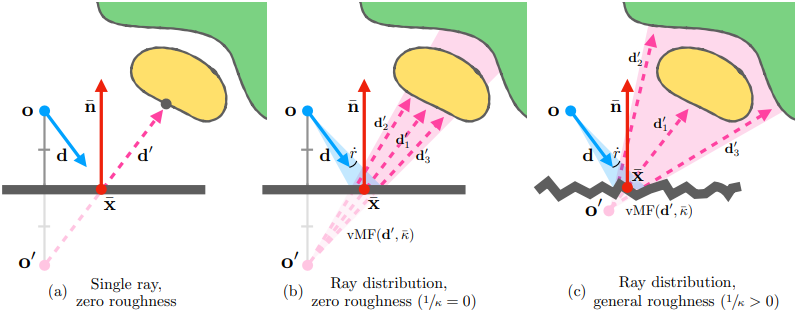 o
n̄
d
d′
x̄
o′
(a) Single ray,
zero roughness
o
n̄
d
ṙ
d′₂
d′₁
d′₃
x̄
vMF(d′, κ̄)
o′
(b) Ray distribution,
zero roughness (1/κ = 0)
o
n̄
d
ṙ
d′₂
d′₁
d′₃
x̄
o′
vMF(d′, κ̄)
(c) Ray distribution,
general roughness (1/κ > 0)